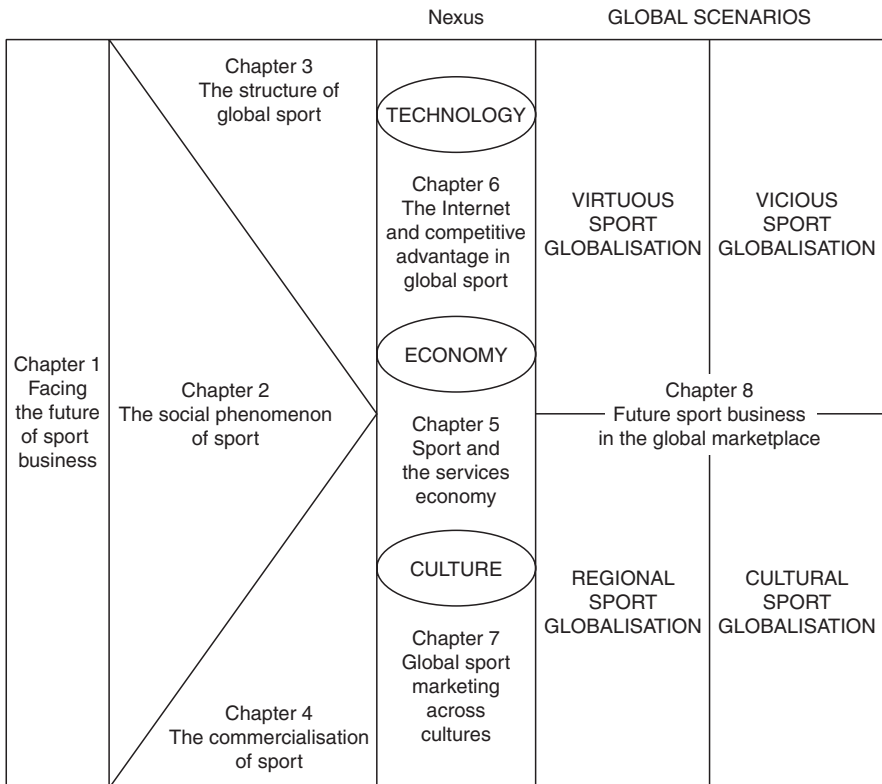 Nexus
GLOBAL SCENARIOS
Chapter 1
Facing
the future
of sport
business
Chapter 3
The structure of
global sport
Chapter 2
The social phenomenon
of sport
Chapter 4
The commercialisation
of sport
TECHNOLOGY
Chapter 6
The Internet
and competitive
advantage in
global sport
ECONOMY
Chapter 5
Sport and
the services
economy
CULTURE
Chapter 7
Global sport
marketing
across
cultures
VIRTUOUS
SPORT
GLOBALISATION
VICIOUS
SPORT
GLOBALISATION
Chapter 8
Future sport business
in the global marketplace
REGIONAL
SPORT
GLOBALISATION
CULTURAL
SPORT
GLOBALISATION